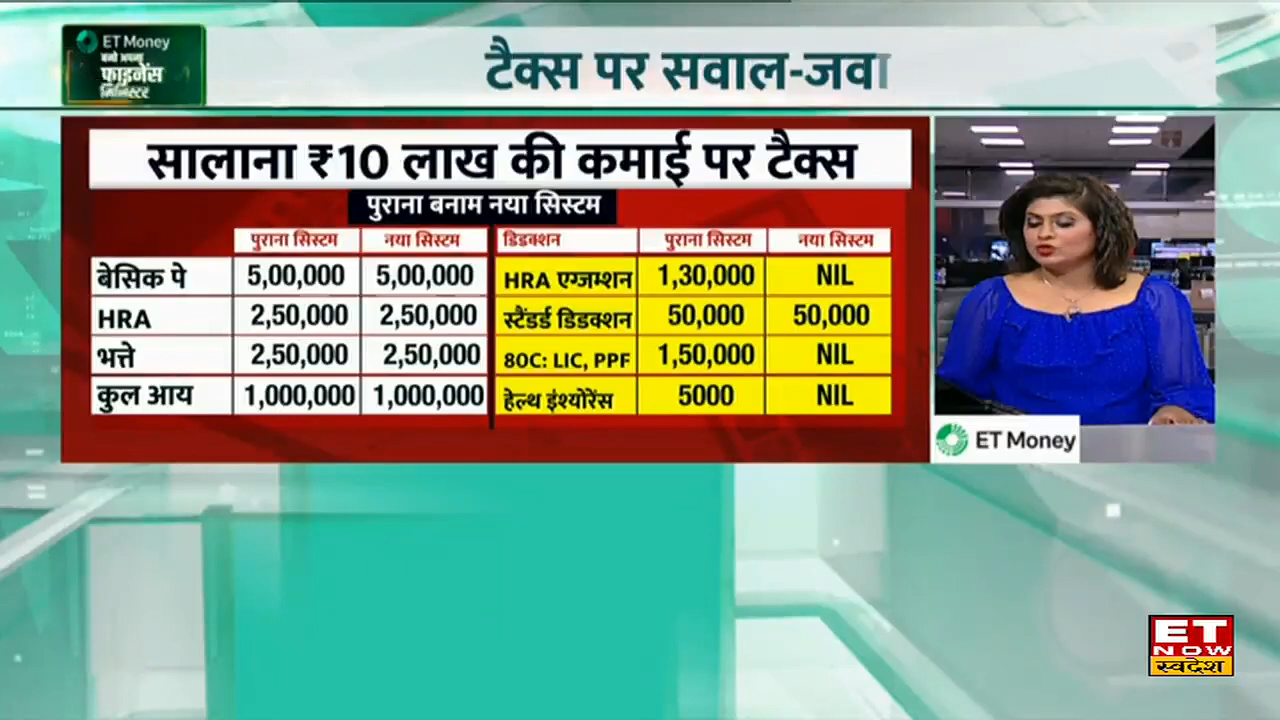 ET Money
बनो अपना
फाइनेंस
मिनिस्टर
टैक्स पर सवाल-जवा
सालाना ₹10 लाख की कमाई पर टैक्स
पुराना बनाम नया सिस्टम
पुराना सिस्टम नया सिस्टम डिडक्शन पुराना सिस्टम नया सिस्टम
बेसिक पे 5,00,000 5,00,000 HRA एग्जम्शन 1,30,000 NIL
HRA 2,50,000 2,50,000 स्टैंडर्ड डिडक्शन 50,000 50,000
भत्ते 2,50,000 2,50,000 80C: LIC, PPF 1,50,000 NIL
कुल आय 1,000,000 1,000,000 हेल्थ इंश्योरेंस 5000 NIL
ET Money
ET
NOW
स्वदेश